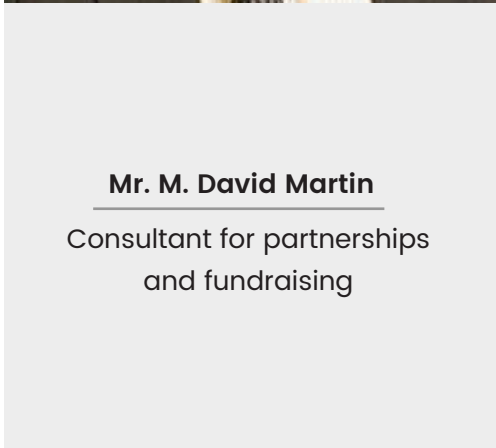 Mr. M. David Martin
Consultant for partnerships
and fundraising